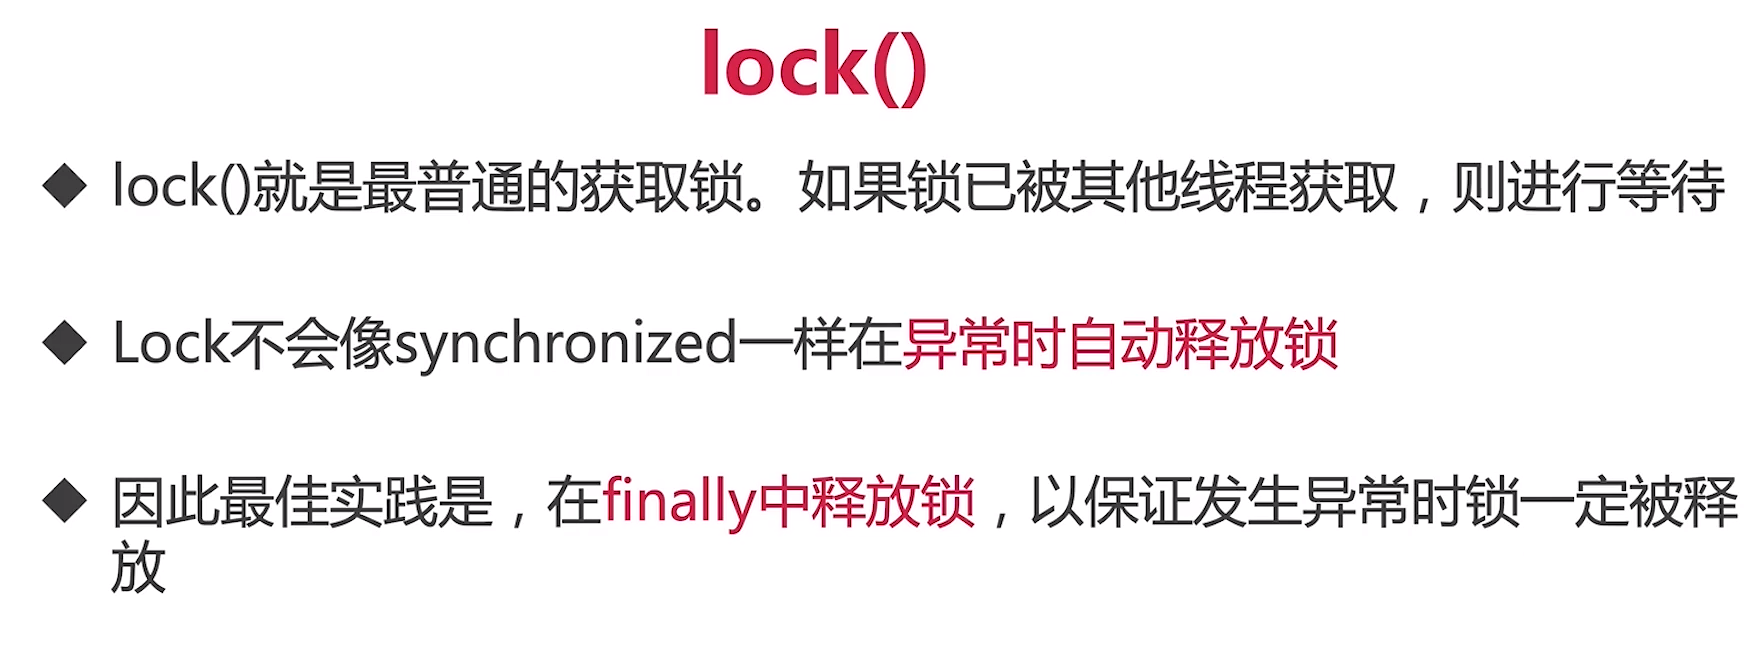 lock()
◆ lock()就是最普通的获取锁。如果锁已被其他线程获取，则进行等待
◆ Lock不会像synchronized一样在异常时自动释放锁
◆ 因此最佳实践是，在finally中释放锁，以保证发生异常时锁一定被释
放